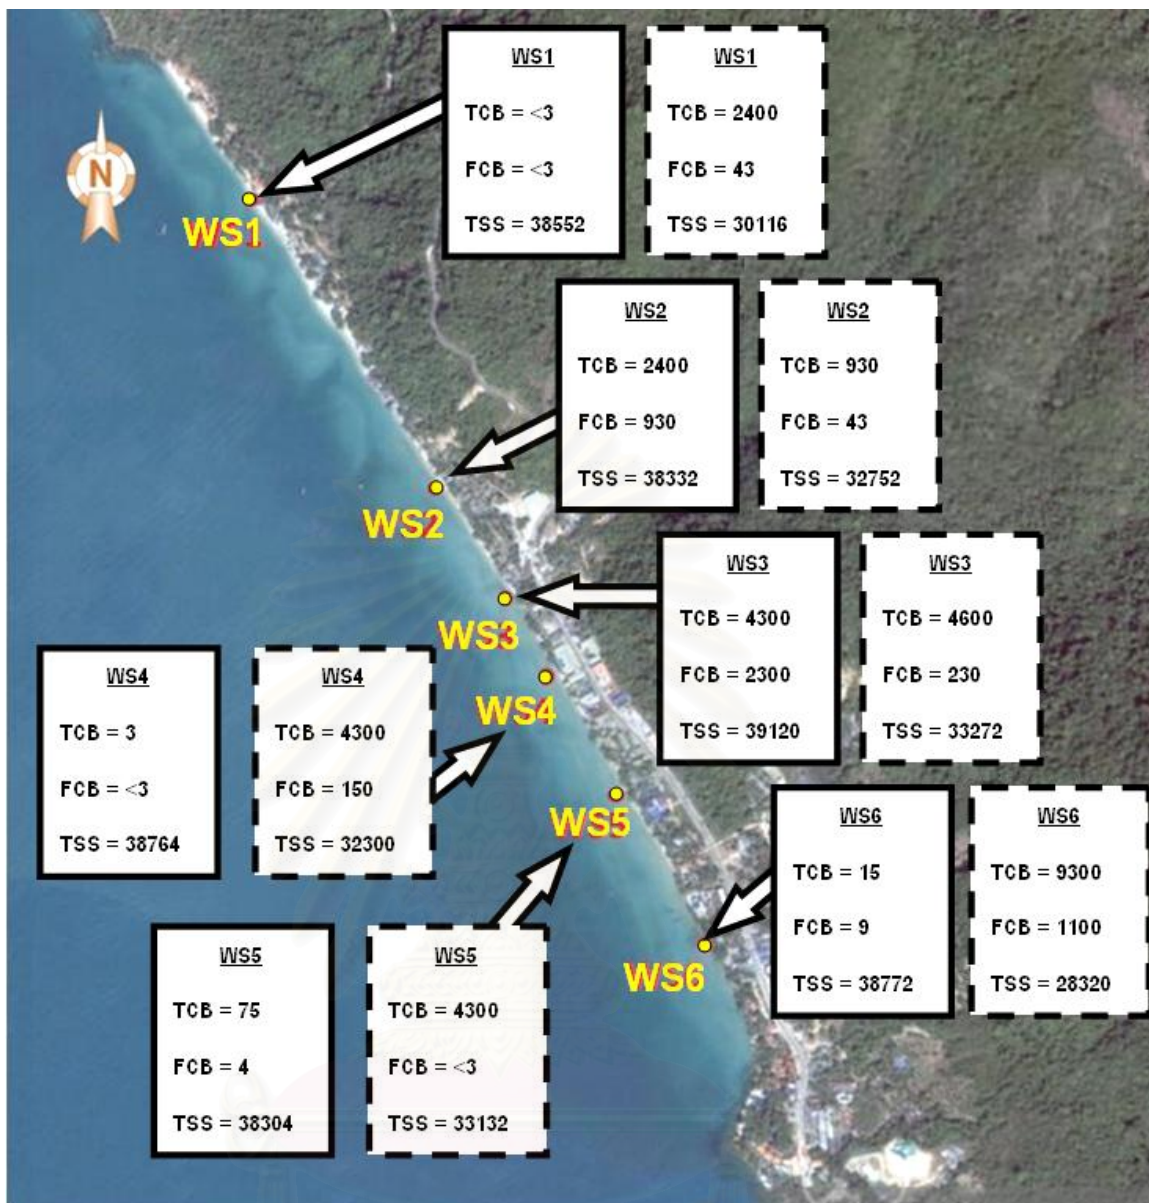 N
WS1
TCB = <3
FCB = <3
TSS = 38552
WS1
TCB = 2400
FCB = 43
TSS = 30116
WS1
WS2
TCB = 2400
FCB = 930
TSS = 38332
WS2
TCB = 930
FCB = 43
TSS = 32752
WS2
WS3
TCB = 4300
FCB = 2300
TSS = 39120
WS3
TCB = 4600
FCB = 230
TSS = 33272
WS3
WS4
TCB = 3
FCB = <3
TSS = 38764
WS4
TCB = 4300
FCB = 150
TSS = 32300
WS4
WS5
WS6
TCB = 15
FCB = 9
TSS = 38772
WS6
TCB = 9300
FCB = 1100
TSS = 28320
WS6
WS5
TCB = 75
FCB = 4
TSS = 38304
WS5
TCB = 4300
FCB = <3
TSS = 33132